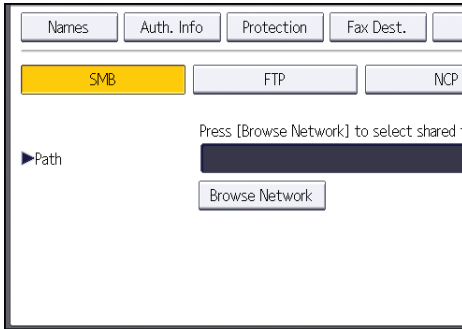 Names Auth. Info Protection Fax Dest.
SMB FTP NCP
Press [Browse Network] to select shared
▶Path
Browse Network